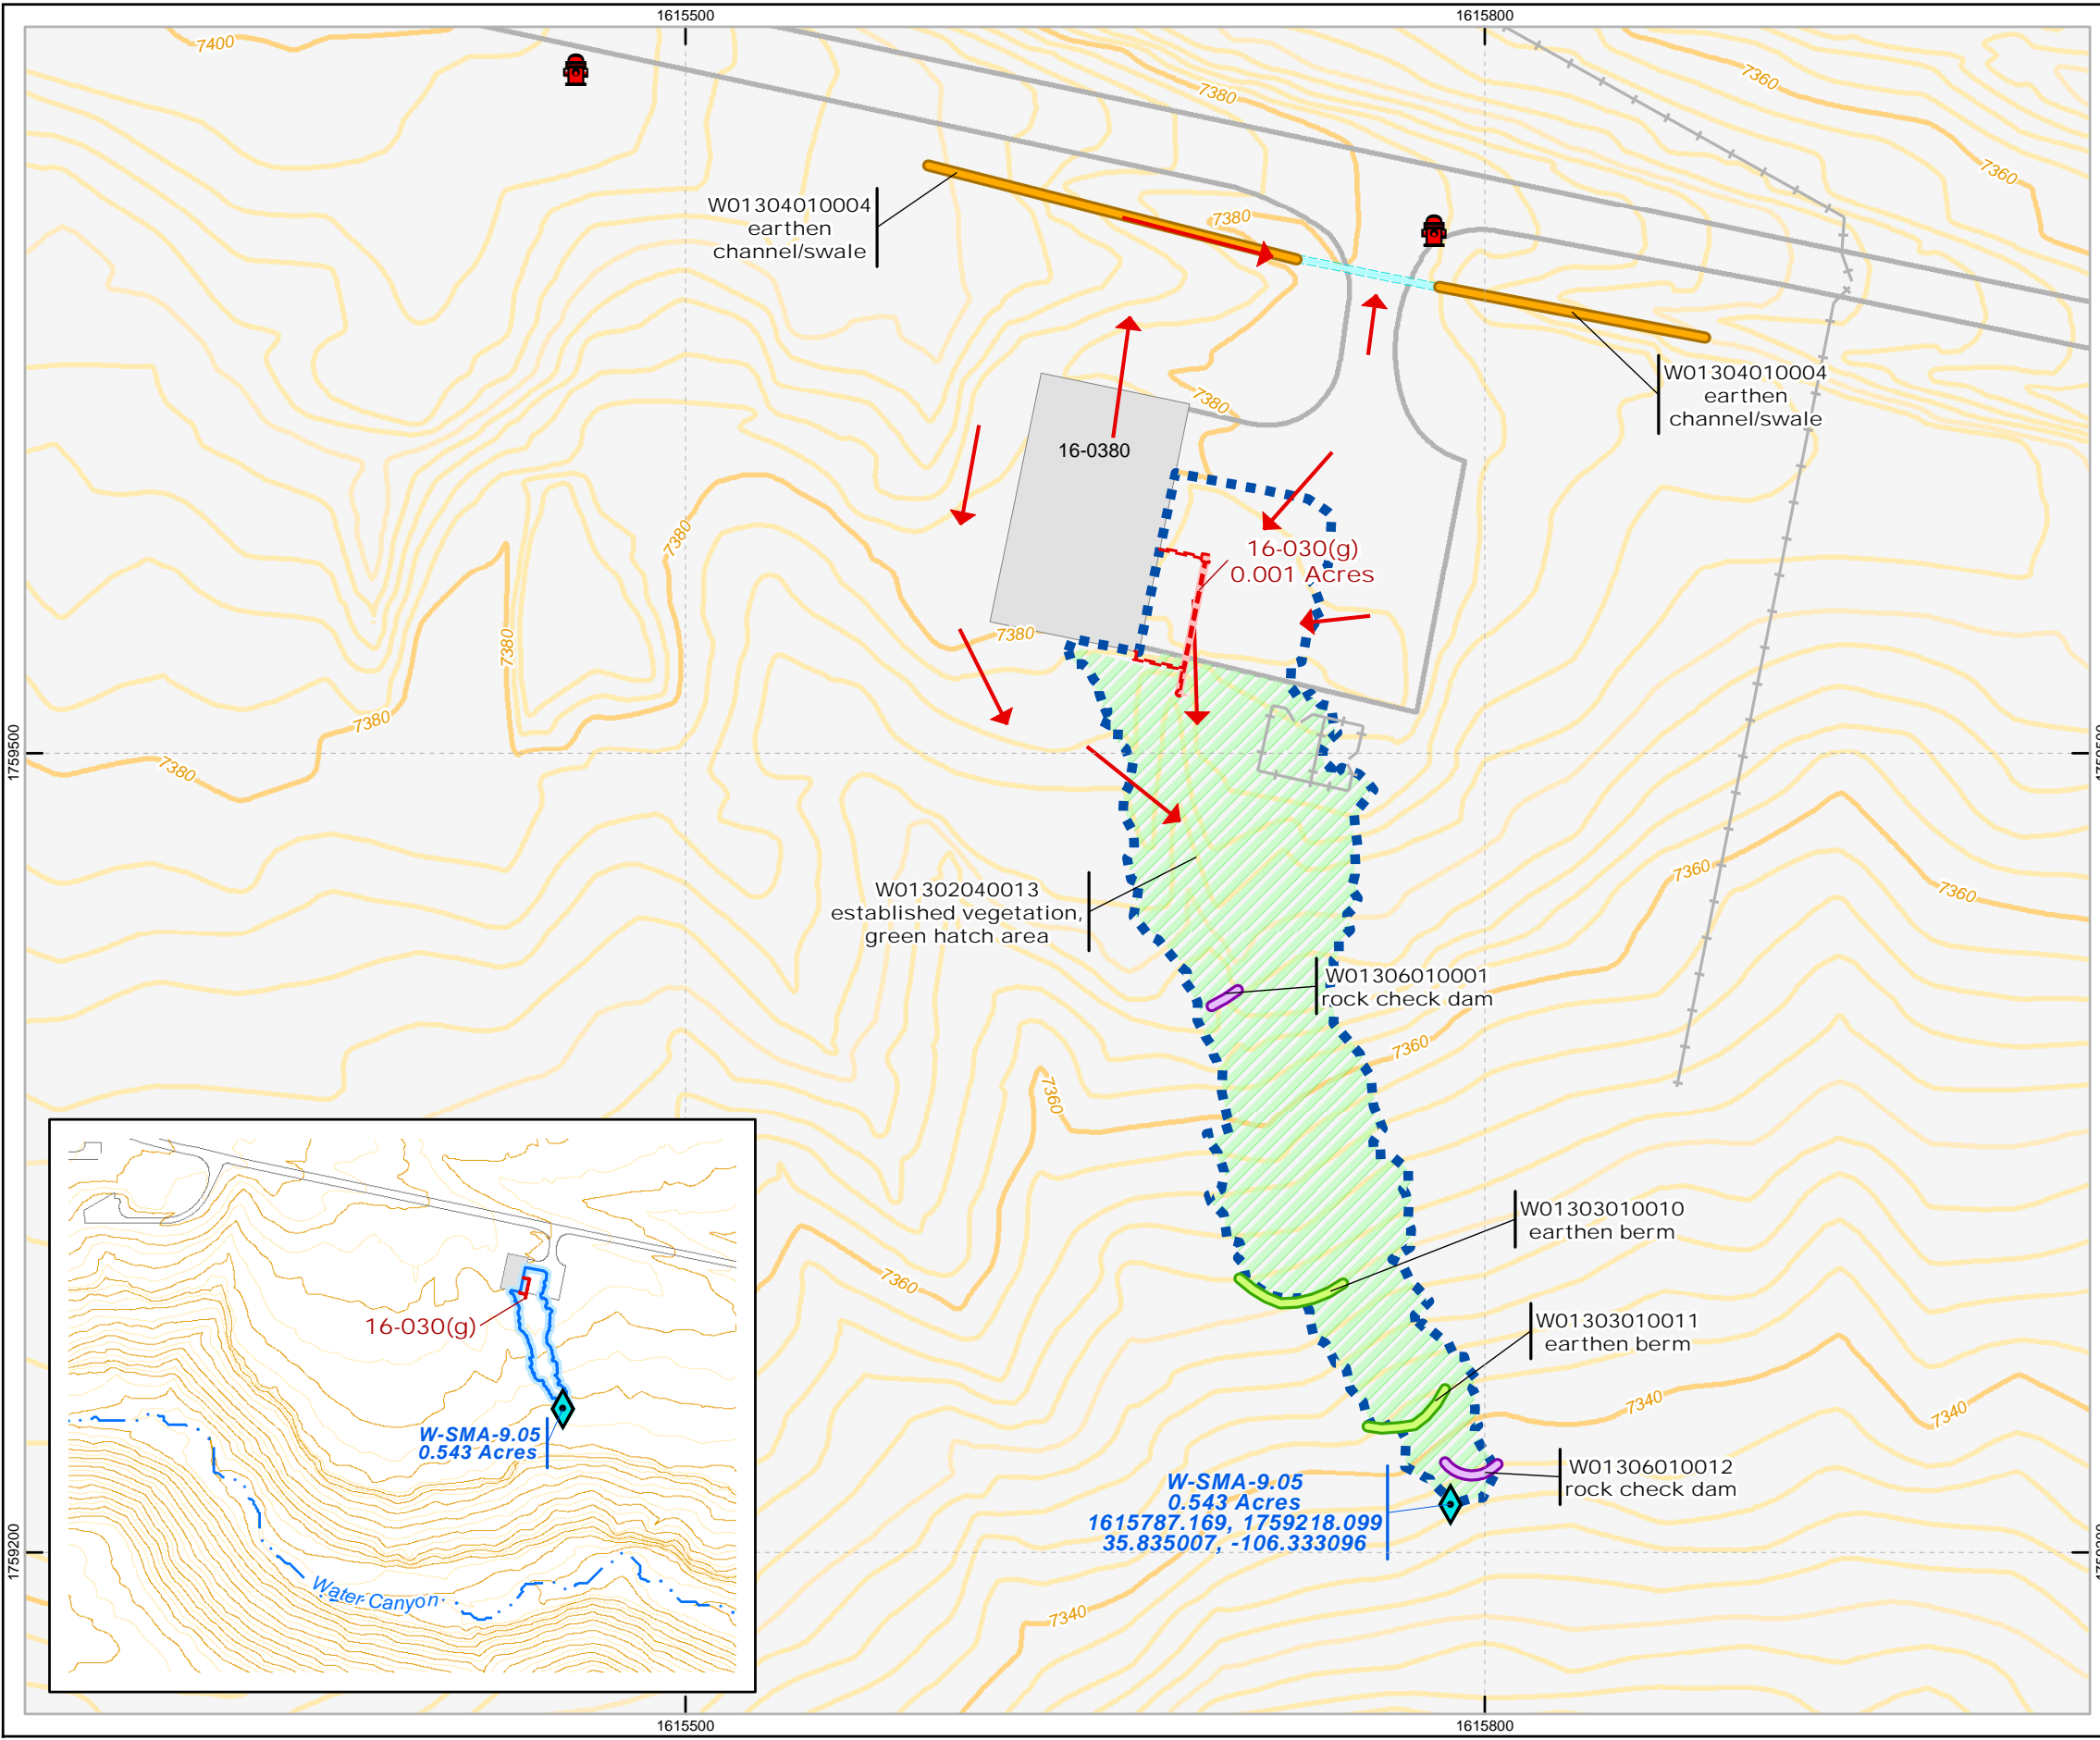 1615500
1615800
7400
7380
7360
7360
W01304010004
earthen
channel/swale
7380
W01304010004
earthen
channel/swale
7380
16-0380
7380
16-030(g)
0.001 Acres
7380
7380
7380
7380
1759500
7360
7360
W01302040013
established vegetation,
green hatch area
W01306010001
rock check dam
7360
7360
W01303010010
earthen berm
7360
W01303010011
earthen berm
7340
7340
W01306010012
rock check dam
W-SMA-9.05
0.543 Acres
1615787.169, 1759218.099
35.835007, -106.333096
1759200
7340
16-030(g)
W-SMA-9.05
0.543 Acres
Water Canyon
1615500
1615800